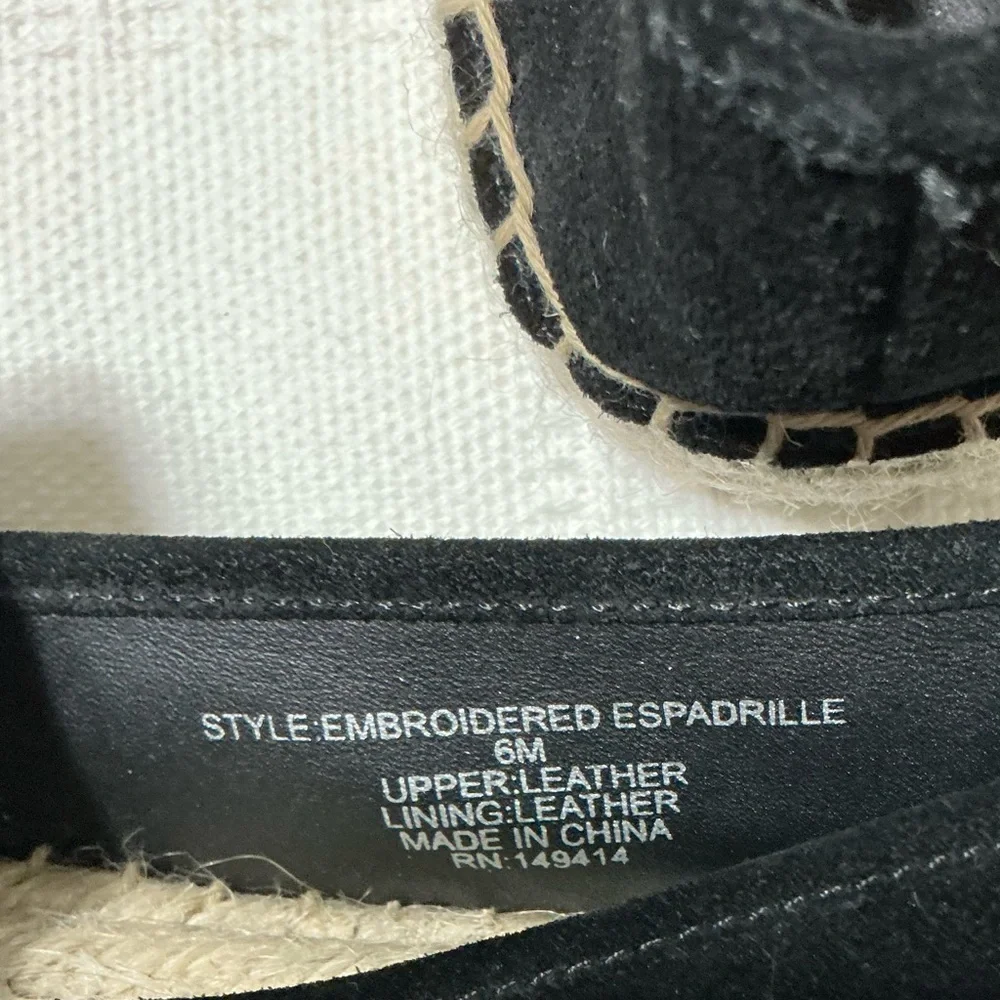 STYLE:EMBROIDERED ESPADRILLE
6M
UPPER:LEATHER
LINING:LEATHER
MADE IN CHINA
RN:149414